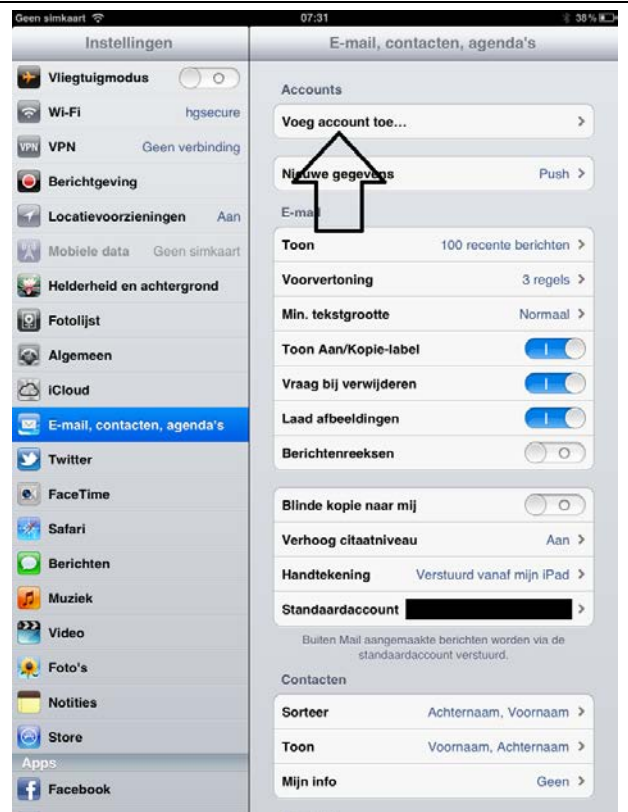 Geen simkaart 07:31 38%
Instellingen
Vliegtuigmodus
Wi-Fi hgsecure
VPN VPN Geen verbinding
Berichtgeving
Locatievoorzieningen Aan
Mobiele data Geen simkaart
Helderheid en achtergrond
Fotolijst
Algemeen
iCloud
E-mail, contacten, agenda's
Twitter
FaceTime
Safari
Berichten
Muziek
Video
Foto's
Notities
Store
Apps
Facebook
E-mail, contacten, agenda's
Accounts
Voeg account toe...
Nieuwe gegevens Push
E-mail
Toon 100 recente berichten
Voorvertoning 3 regels
Min. tekstgrootte Normaal
Toon Aan/Kopie-label
Vraag bij verwijderen
Laad afbeeldingen
Berichtenreeksen
Blinde kopie naar mij
Verhoog citaatniveau Aan
Handtekening Verstuurd vanaf mijn iPad
Standaardaccount
Buiten Mail aangemaakte berichten worden via de
standaardaccount verstuurd.
Contacten
Sorteer Achternaam, Voornaam
Toon Voornaam, Achternaam
Mijn info Geen